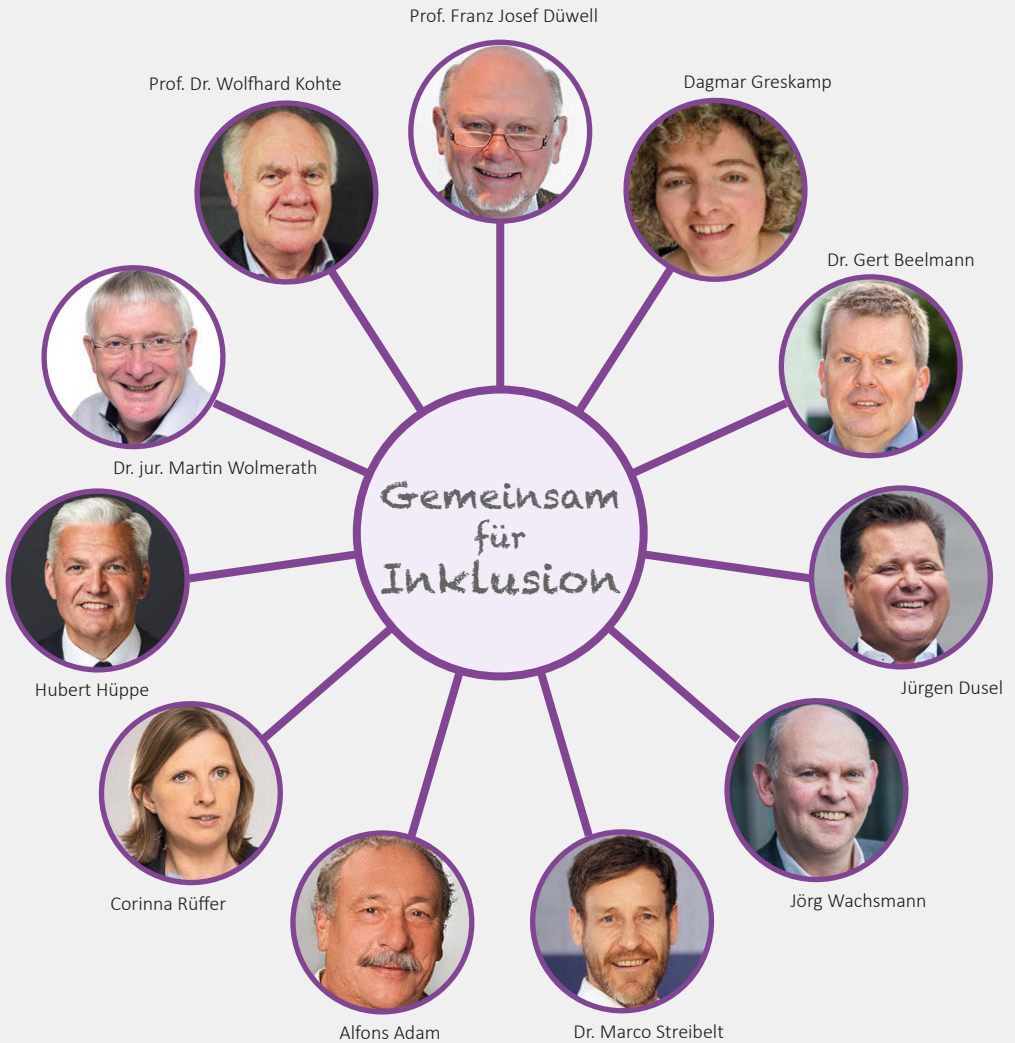 Prof. Franz Josef Düwell
Prof. Dr. Wolfhard Kohte
Dagmar Greskamp
Dr. Gert Beelmann
Dr. jur. Martin Wolmerath
Gemeinsam
für
Inklusion
Hubert Hüppe
Jürgen Dusel
Corinna Rüffer
Jörg Wachsmann
Alfons Adam
Dr. Marco Streibelt